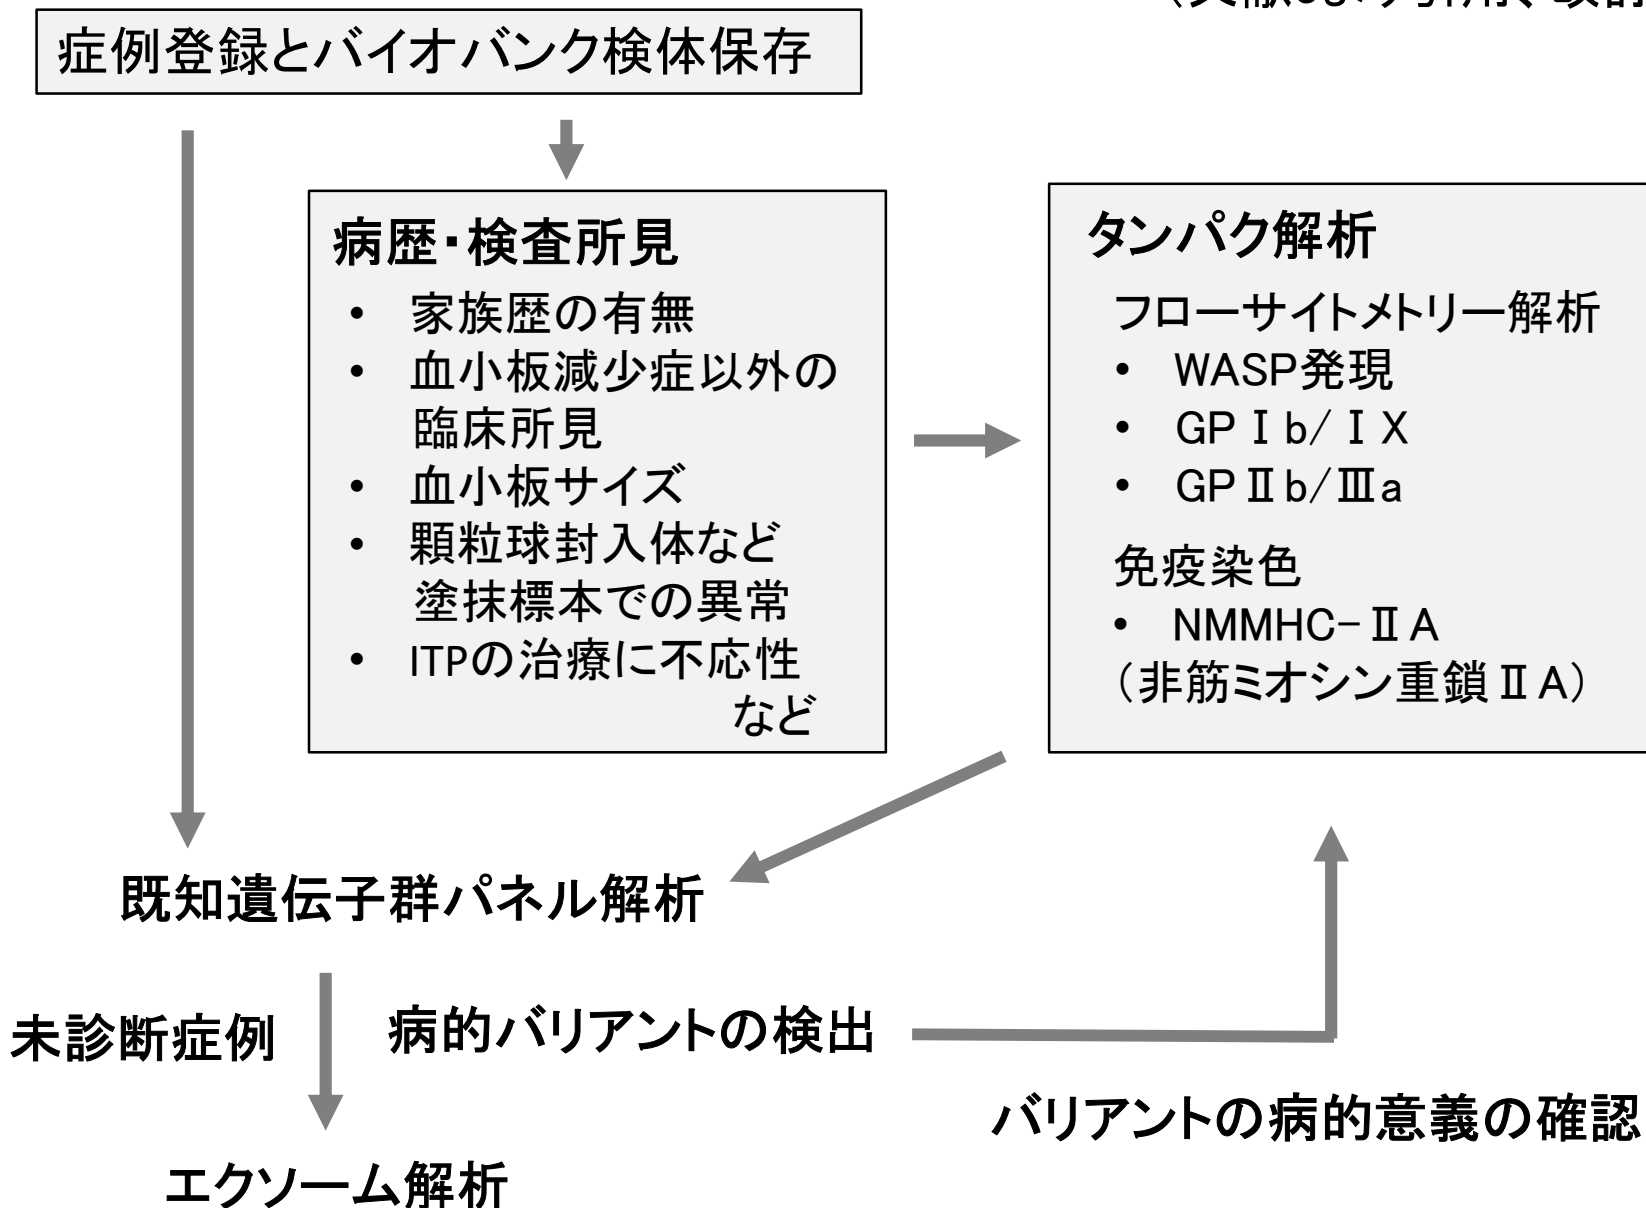 症例登録とバイオバンク検体保存
病歴・検査所見
• 家族歴の有無
• 血小板減少症以外の
臨床所見
• 血小板サイズ
• 顆粒球封入体など
塗抹標本での異常
• ITPの治療に不応性
など
タンパク解析
フローサイトメトリー解析
• WASP発現
• GPⅠb/ⅠX
• GPⅡb/Ⅲa
免疫染色
• NMMHC-ⅡA
（非筋ミオシン重鎖ⅡA）
既知遺伝子群パネル解析
未診断症例
病的バリアントの検出
バリアントの病的意義の確認
エクソーム解析